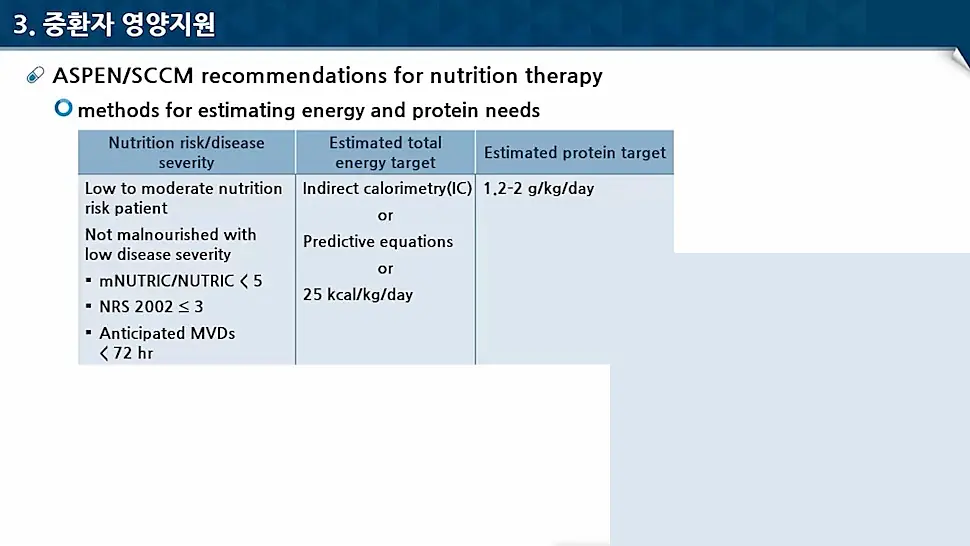 3. 중환자 영양지원
ASPEN/SCCM recommendations for nutrition therapy
methods for estimating energy and protein needs
Nutrition risk/disease
severity
Estimated total
energy target
Estimated protein target
Low to moderate nutrition
risk patient
Not malnourished with
low disease severity
▪ mNUTRIC/NUTRIC < 5
▪ NRS 2002 ≤ 3
▪ Anticipated MVDs
< 72 hr
Indirect calorimetry(IC)
or
Predictive equations
or
25 kcal/kg/day
1.2-2 g/kg/day